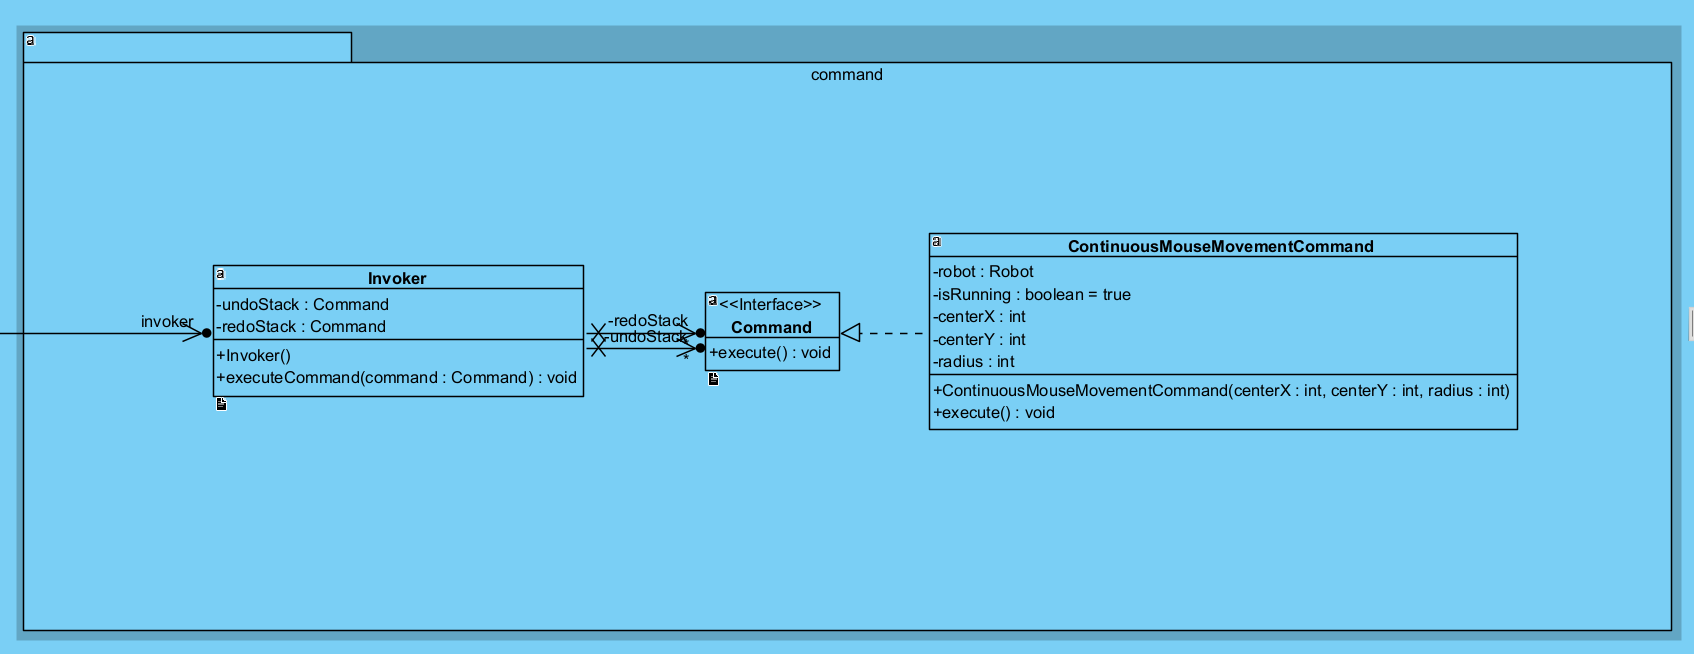 a
command
invoker
a
Invoker
-undoStack : Command
-redoStack : Command
+Invoker()
+executeCommand(command : Command) : void
-redoStack
-undoStack
*
a
<<Interface>>
Command
+execute() : void
a
ContinuousMouseMovementCommand
-robot : Robot
-isRunning : boolean = true
-centerX : int
-centerY : int
-radius : int
+ContinuousMouseMovementCommand(centerX : int, centerY : int, radius : int)
+execute() : void